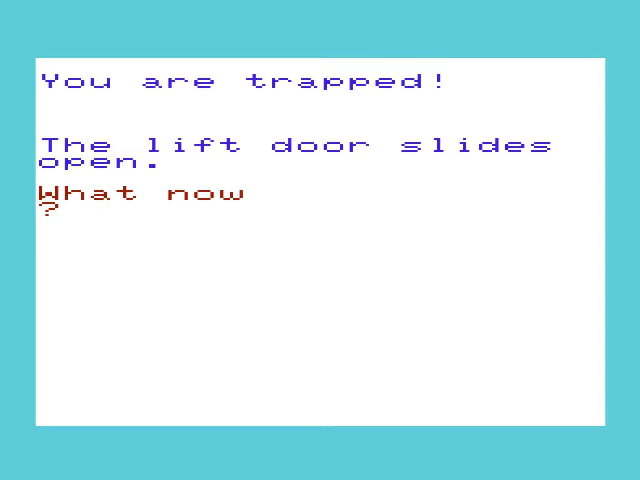 You are trapped!
The lift door slides
open.
What now
?